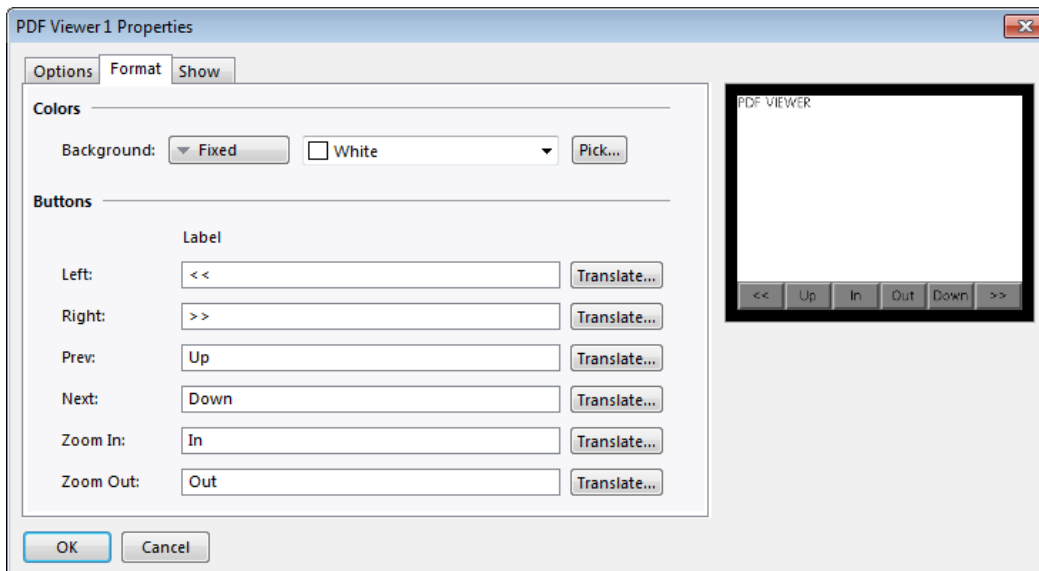 PDF Viewer 1 Properties
Options Format Show
Colors
Background: Fixed White Pick...
Buttons
Label
Left: << Translate...
Right: >> Translate...
Prev: Up Translate...
Next: Down Translate...
Zoom In: In Translate...
Zoom Out: Out Translate...
OK Cancel
PDF VIEWER
<< Up In Out Down >>